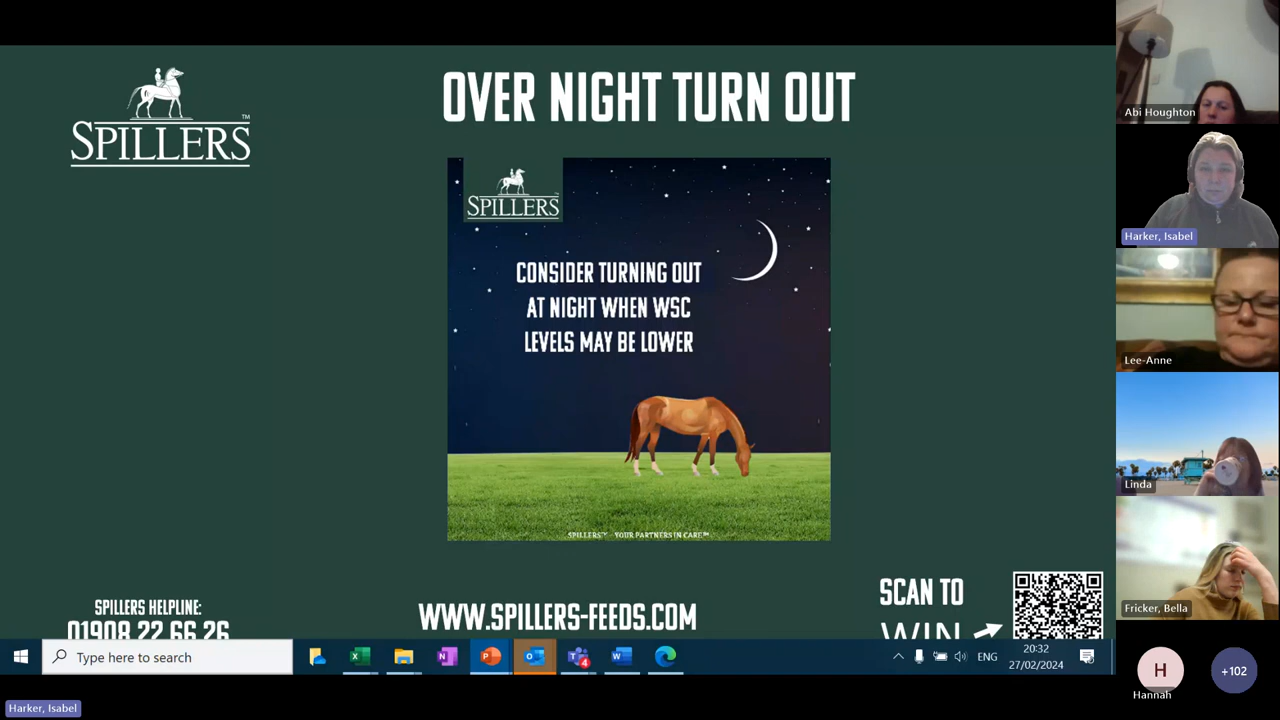 SPILLERS™
OVER NIGHT TURN OUT
SPILLERS
CONSIDER TURNING OUT
AT NIGHT WHEN WSC
LEVELS MAY BE LOWER
SPILLERS™ - YOUR PARTNERS IN CARE™
SPILLERS HELPLINE:
01908 22 66 26
WWW.SPILLERS-FEEDS.COM
SCAN TO
WIN
Type here to search
4
ENG
20:32
27/02/2024
Harker, Isabel
Abi Houghton
Harker, Isabel
Lee-Anne
Linda
Fricker, Bella
H
Hannah
+102